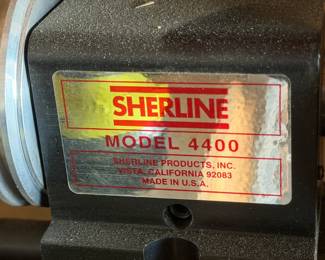 SHERLINE
MODEL 4400
SHERLINE PRODUCTS, INC.
VISTA, CALIFORNIA 92083
MADE IN U.S.A.